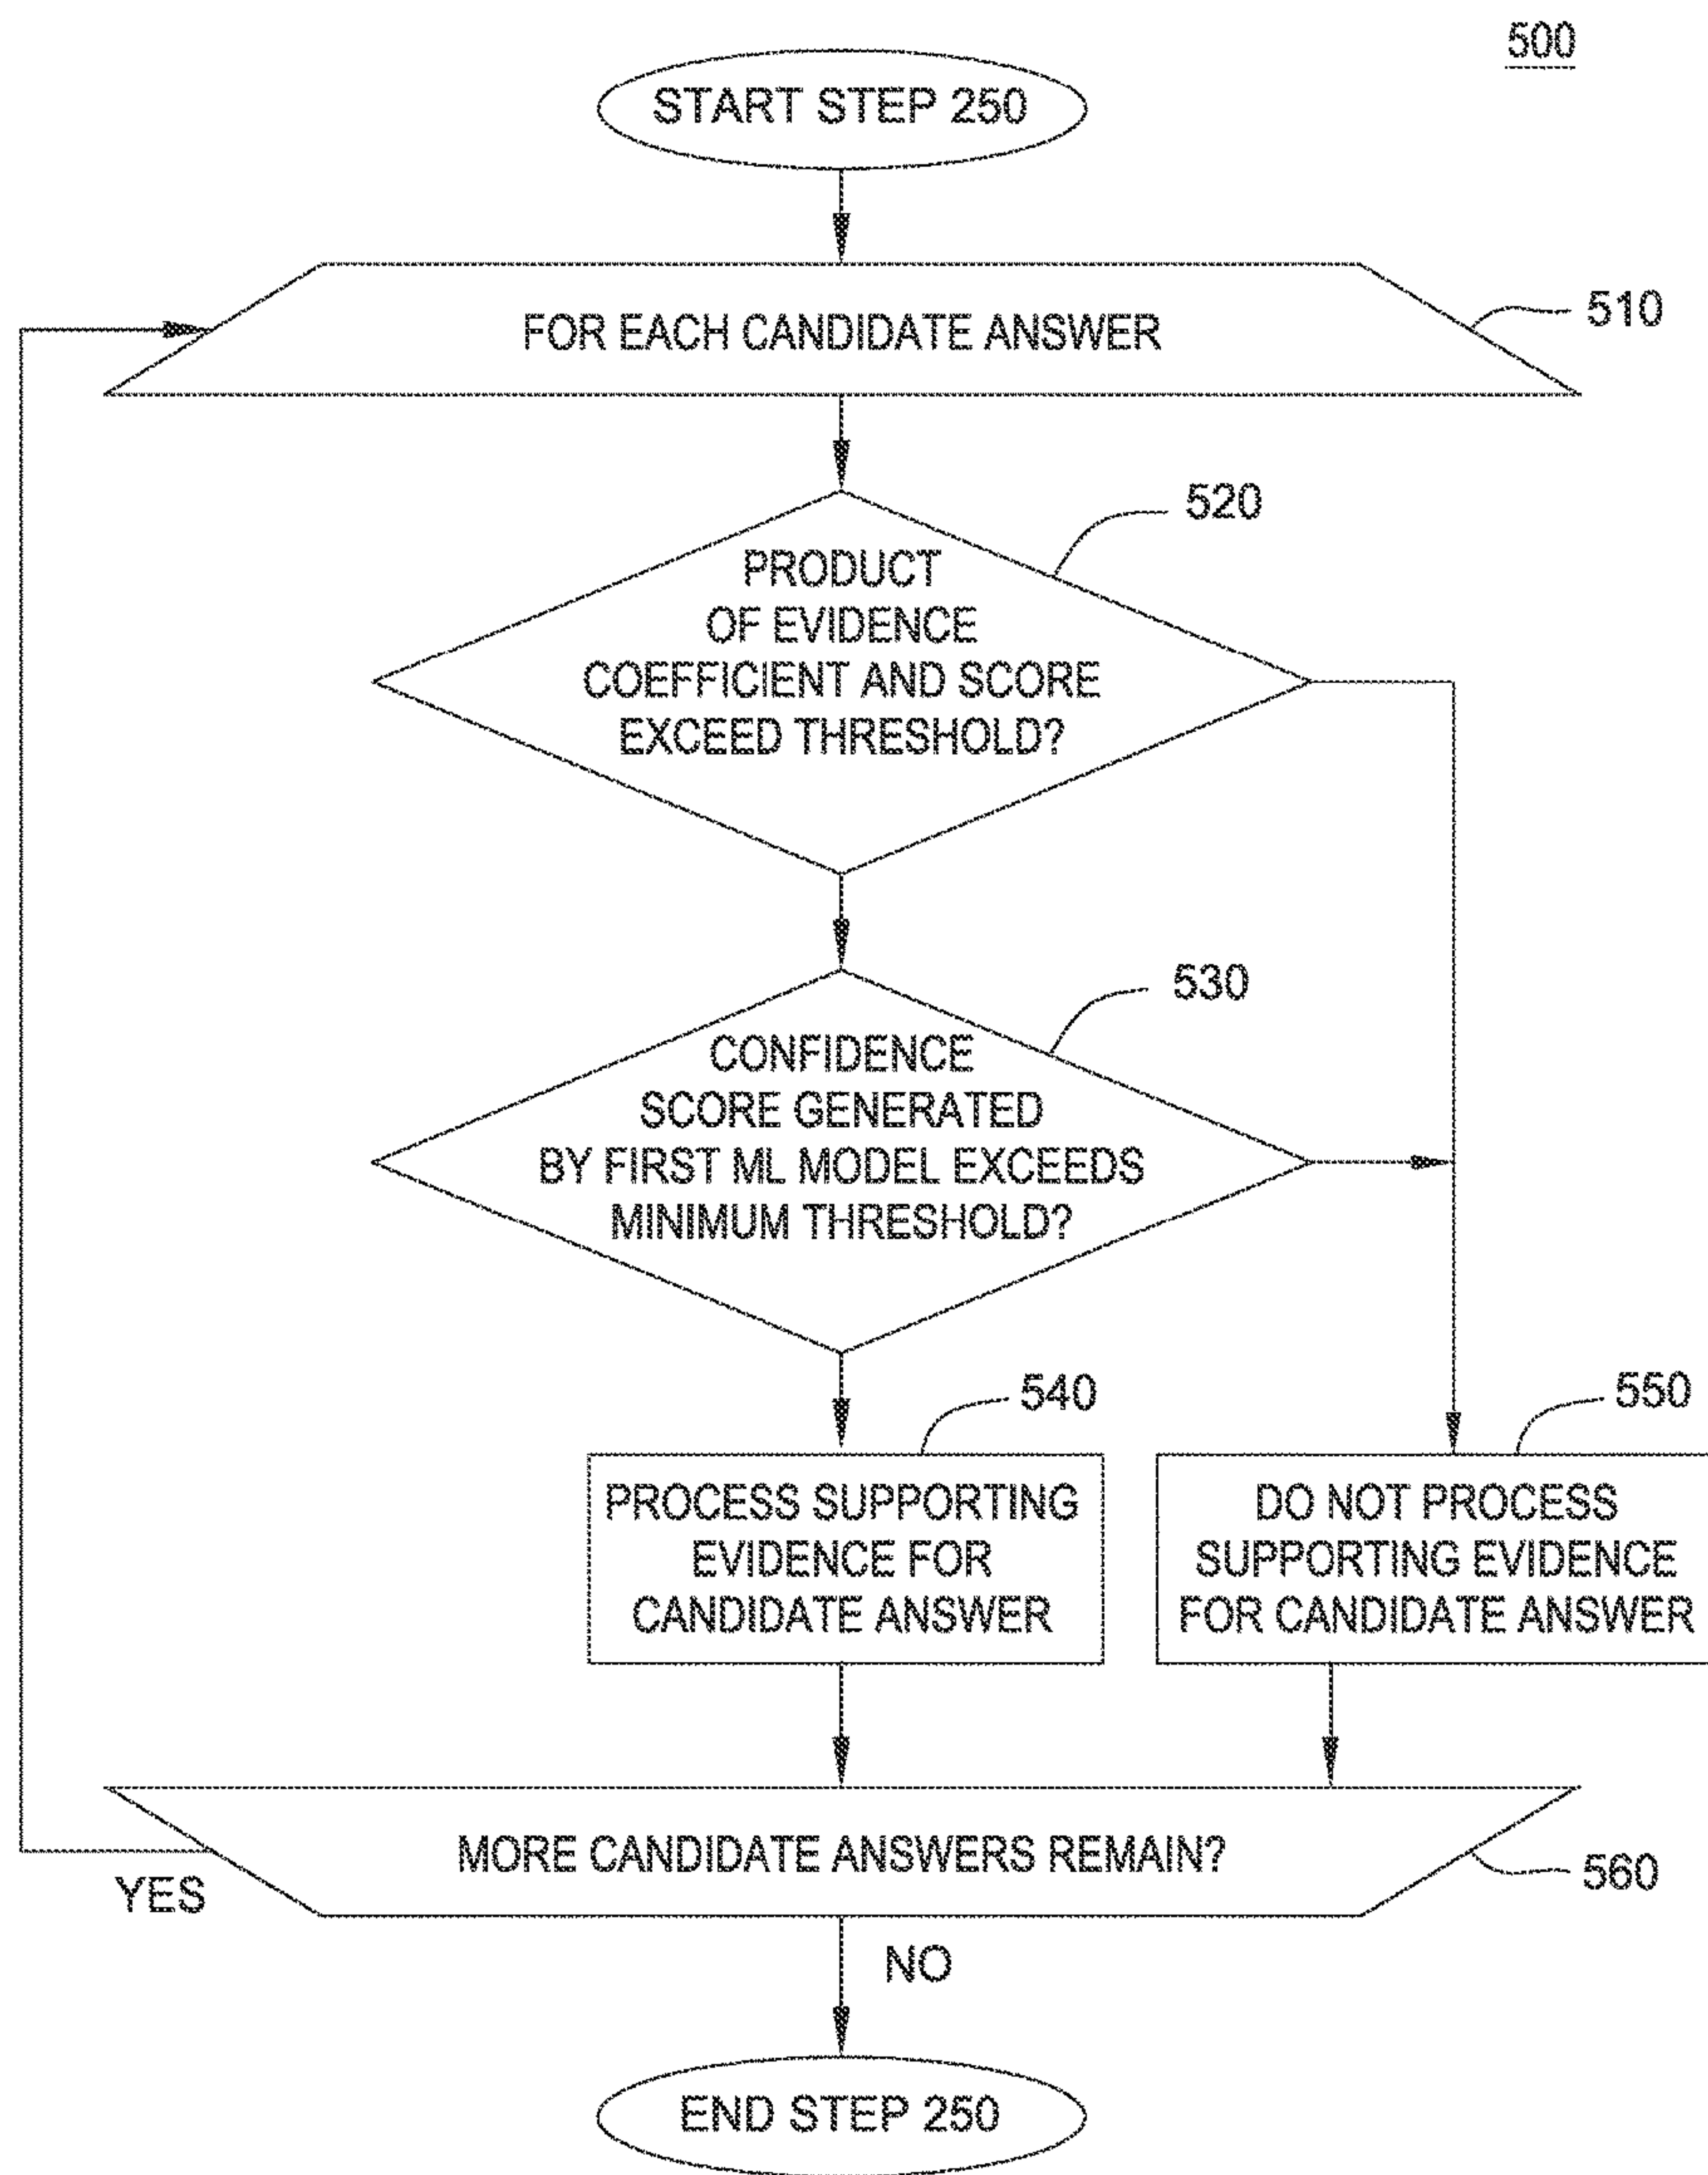 500
START STEP 250
FOR EACH CANDIDATE ANSWER
510
520
PRODUCT
OF EVIDENCE
COEFFICIENT AND SCORE
EXCEED THRESHOLD?
530
CONFIDENCE
SCORE GENERATED
BY FIRST ML MODEL EXCEEDS
MINIMUM THRESHOLD?
540
PROCESS SUPPORTING
EVIDENCE FOR
CANDIDATE ANSWER
550
DO NOT PROCESS
SUPPORTING EVIDENCE
FOR CANDIDATE ANSWER
MORE CANDIDATE ANSWERS REMAIN?
560
YES
NO
END STEP 250